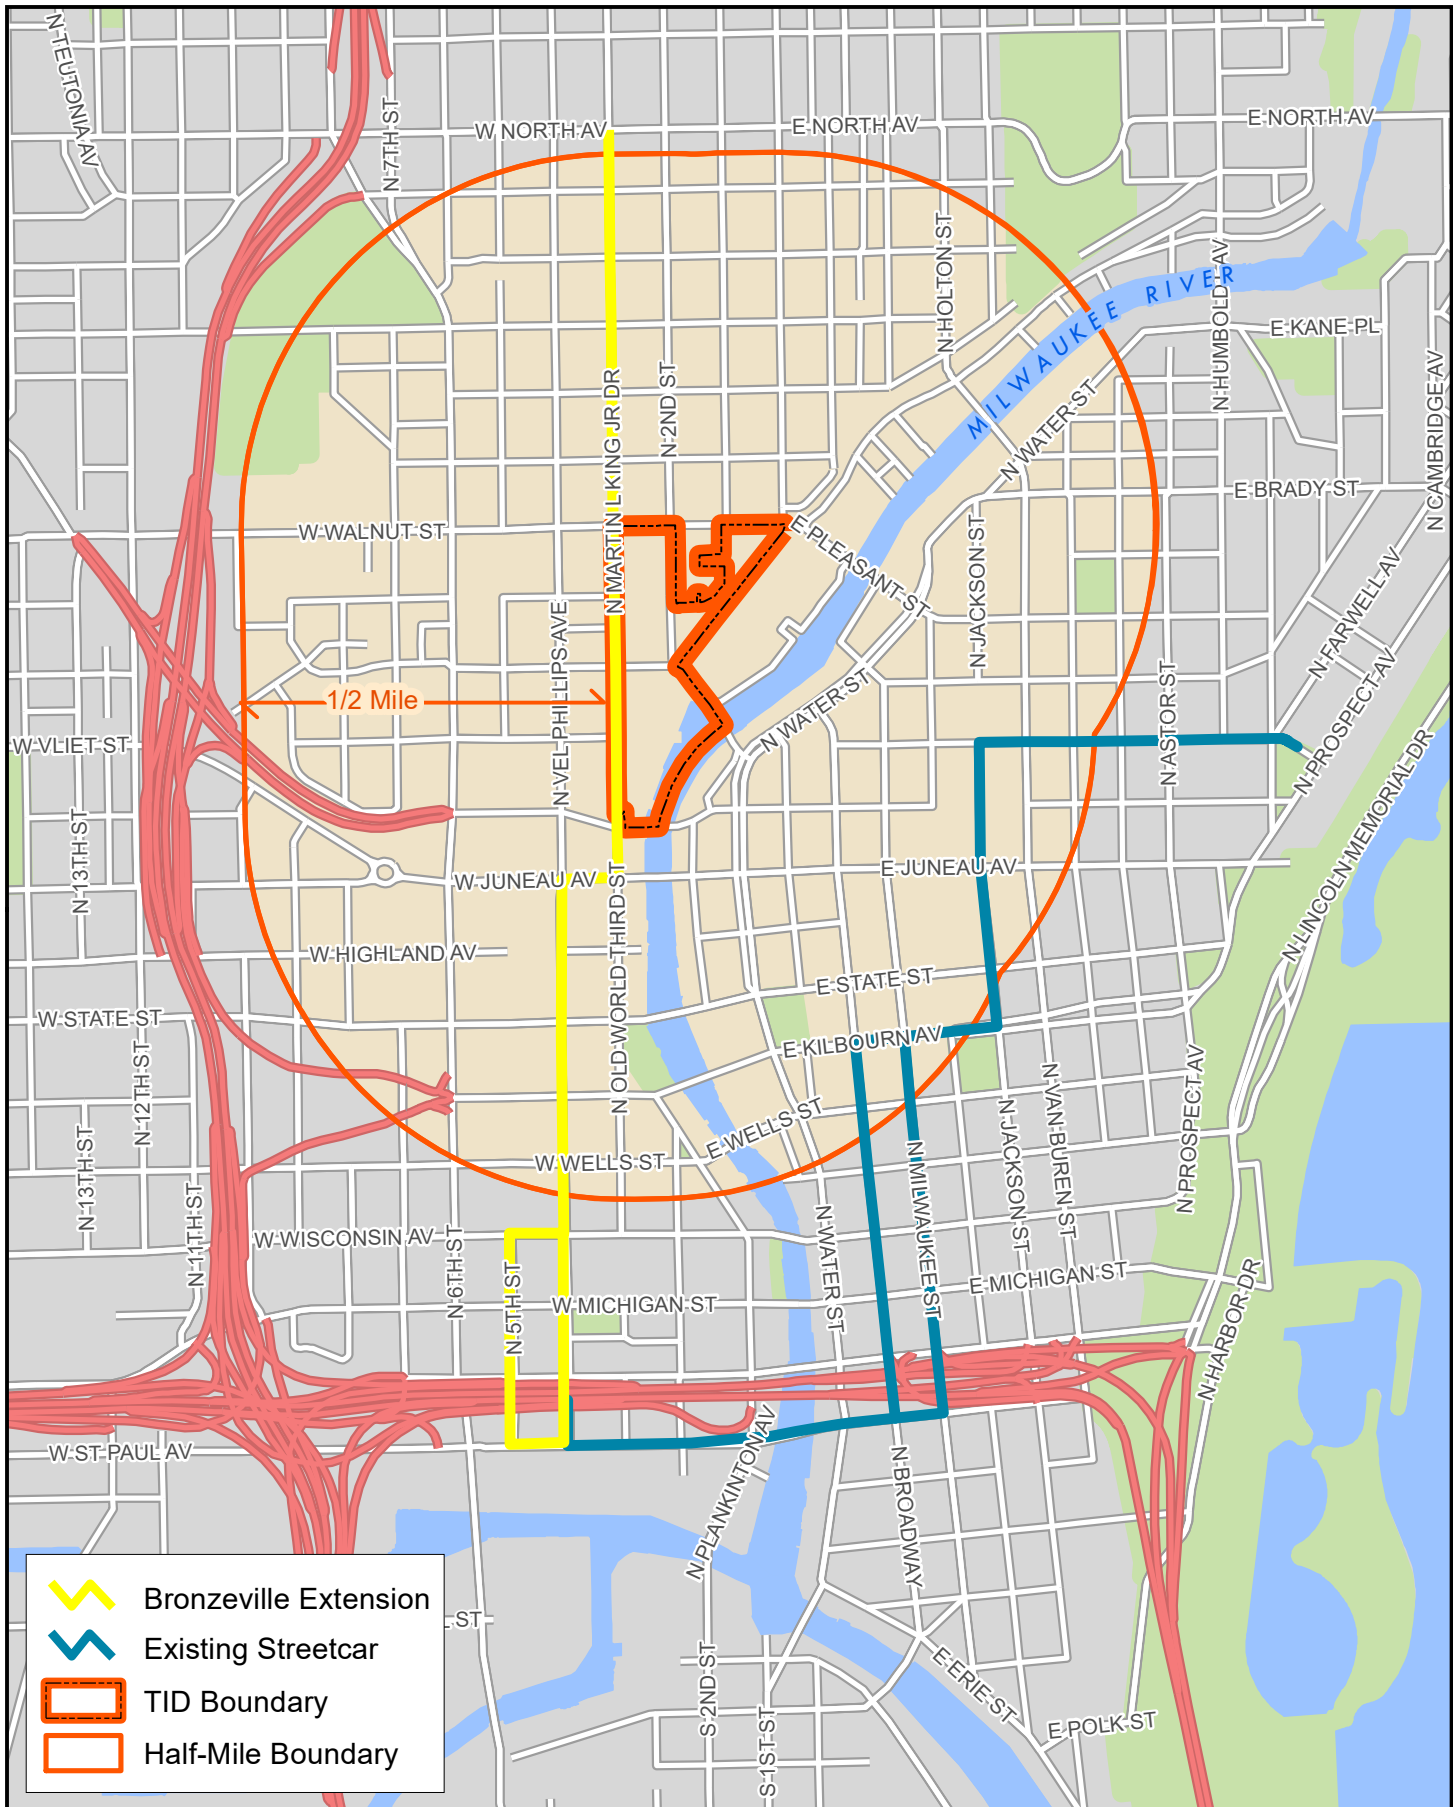 N TEUTONIA AV
N 7TH ST
W NORTH AV
E NORTH AV
E NORTH AV
N HOLTON ST
N HUMBOLDT AV
MILWAUKEE RIVER
E KANE PL
N CAMBRIDGE AV
N MARTIN L KING JR DR
N 2ND ST
N WATER ST
E BRADY ST
W WALNUT ST
E PLEASANT ST
N JACKSON ST
N FARWELL AV
N VEL PHILLIPS AVE
N ASTOR ST
N PROSPECT AV
1/2 Mile
N WATER ST
W VLIET ST
N LINCOLN MEMORIAL DR
N 13TH ST
W JUNEAU AV
E JUNEAU AV
N OLD WORLD THIRD ST
W HIGHLAND AV
E STATE ST
W STATE ST
E KILBOURN AV
N 12TH ST
N 13TH ST
E WELLS ST
W WELLS ST
N JACKSON ST
N VAN BUREN ST
N PROSPECT AV
N 11TH ST
W WISCONSIN AV
N 6TH ST
N 5TH ST
N WATER ST
N MILWAUKEE ST
E MICHIGAN ST
W MICHIGAN ST
N HARBOR DR
W ST PAUL AV
N PLANKINTON AV
N BROADWAY
L ST
S 2ND ST
S 1ST ST
E ERIE ST
E POLK ST
Bronzeville Extension
Existing Streetcar
TID Boundary
Half-Mile Boundary